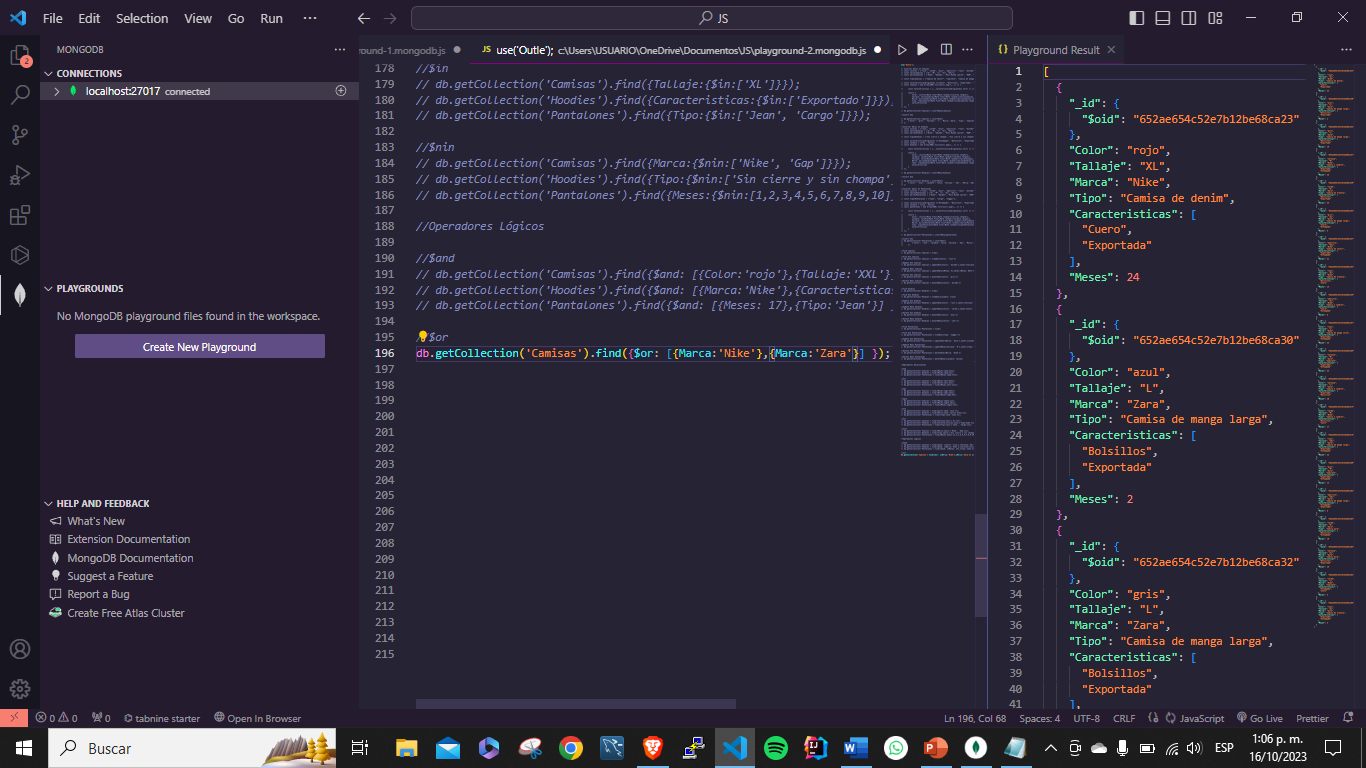 File Edit Selection View Go Run ···
JS
MONGODB
CONNECTIONS
localhost:27017 connected
PLAYGROUNDS
No MongoDB playground files found in the workspace.
Create New Playground
HELP AND FEEDBACK
What's New
Extension Documentation
MongoDB Documentation
Suggest a Feature
Report a Bug
Create Free Atlas Cluster
round-1.mongodb.js
JS use('Outle'); c:\Users\USUARIO\OneDrive\Documentos\JS\playground-2.mongodb.js
178 //$in
179 // db.getCollection('Camisas').find({Tallaje:{$in:['XL']}});
180 // db.getCollection('Hoodies').find({Caracteristicas:{$in:['Exportado']}})
181 // db.getCollection('Pantalones').find({Tipo:{$in:['Jean', 'Cargo']}});
182
183 //$nin
184 // db.getCollection('Camisas').find({Marca:{$nin:['Nike', 'Gap']}});
185 // db.getCollection('Hoodies').find({Tipo:{$nin:['Sin cierre y sin chompa'
186 // db.getCollection('Pantalones').find({Meses:{$nin:[1,2,3,4,5,6,7,8,9,10]
187
188 //Operadores Lógicos
189
190 //$and
191 // db.getCollection('Camisas').find({$and: [{Color:'rojo'},{Tallaje:'XXL'}
192 // db.getCollection('Hoodies').find({$and: [{Marca:'Nike'},{Caracteristicas
193 // db.getCollection('Pantalones').find({$and: [{Meses: 17},{Tipo:'Jean'}]
194
195 $or
196 db.getCollection('Camisas').find({$or: [{Marca:'Nike'},{Marca:'Zara'}] });
197
198
199
200
201
202
203
204
205
206
207
208
209
210
211
212
213
214
215
{} Playground Result
1 [
2 {
3 "_id": {
4 "$oid": "652ae654c52e7b12be68ca23"
5 },
6 "Color": "rojo",
7 "Tallaje": "XL",
8 "Marca": "Nike",
9 "Tipo": "Camisa de denim",
10 "Caracteristicas": [
11 "Cuero",
12 "Exportada"
13 ],
14 "Meses": 24
15 },
16 {
17 "_id": {
18 "$oid": "652ae654c52e7b12be68ca30"
19 },
20 "Color": "azul",
21 "Tallaje": "L",
22 "Marca": "Zara",
23 "Tipo": "Camisa de manga larga",
24 "Caracteristicas": [
25 "Bolsillos",
26 "Exportada"
27 ],
28 "Meses": 2
29 },
30 {
31 "_id": {
32 "$oid": "652ae654c52e7b12be68ca32"
33 },
34 "Color": "gris",
35 "Tallaje": "L",
36 "Marca": "Zara",
37 "Tipo": "Camisa de manga larga",
38 "Caracteristicas": [
39 "Bolsillos",
40 "Exportada"
41 ],
0 0 0 tabnine starter Open In Browser
Ln 196, Col 68 Spaces: 4 UTF-8 CRLF JavaScript Go Live Prettier
Buscar
ESP
1:06 p. m.
16/10/2023